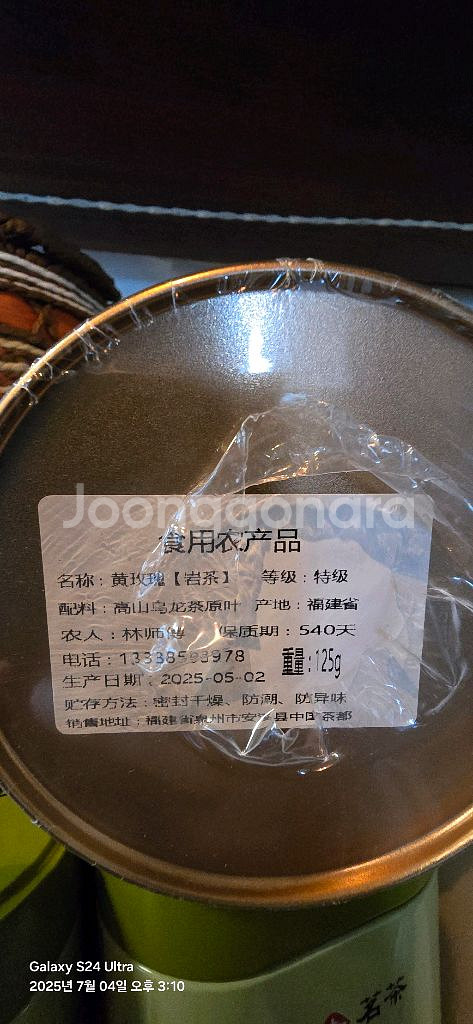 Joonggonara
食用农产品
名称：黄玫瑰【岩茶】 等级：特级
配料：高山乌龙茶原叶 产地：福建省
农人：林师傅 保质期：540天
电话：
重量：125g
生产日期：2025-05-02
贮存方法：密封干燥、防潮、防异味
销售地址：福建省泉州市安溪县中国茶都
茗茶
Galaxy S24 Ultra
2025년 7월 04일 오후 3:10